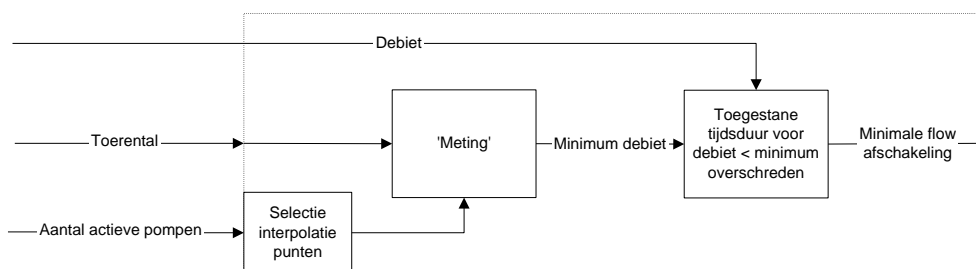 Debiet
Toerental
'Meting'
Minimum debiet
Toegestane
tijdsduur voor
debiet < minimum
overschreden
Minimale flow
afschakeling
Aantal actieve pompen
Selectie
interpolatie
punten